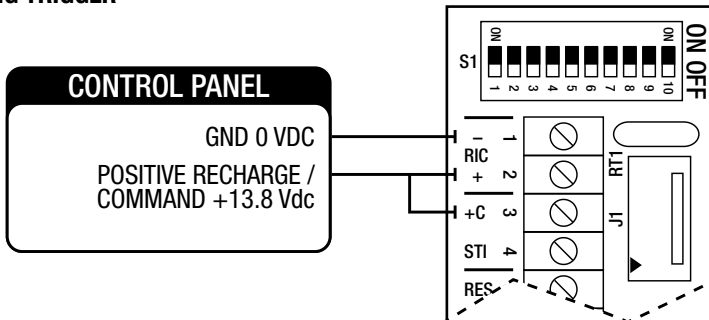 TRIGGER
CONTROL PANEL
GND 0 VDC
POSITIVE RECHARGE /
COMMAND +13.8 Vdc
S1
ON ON
1 2 3 4 5 6 7 8 9 10
ON OFF
– 1
RIC
+ 2
+C 3
STI 4
RES
RT1
J1